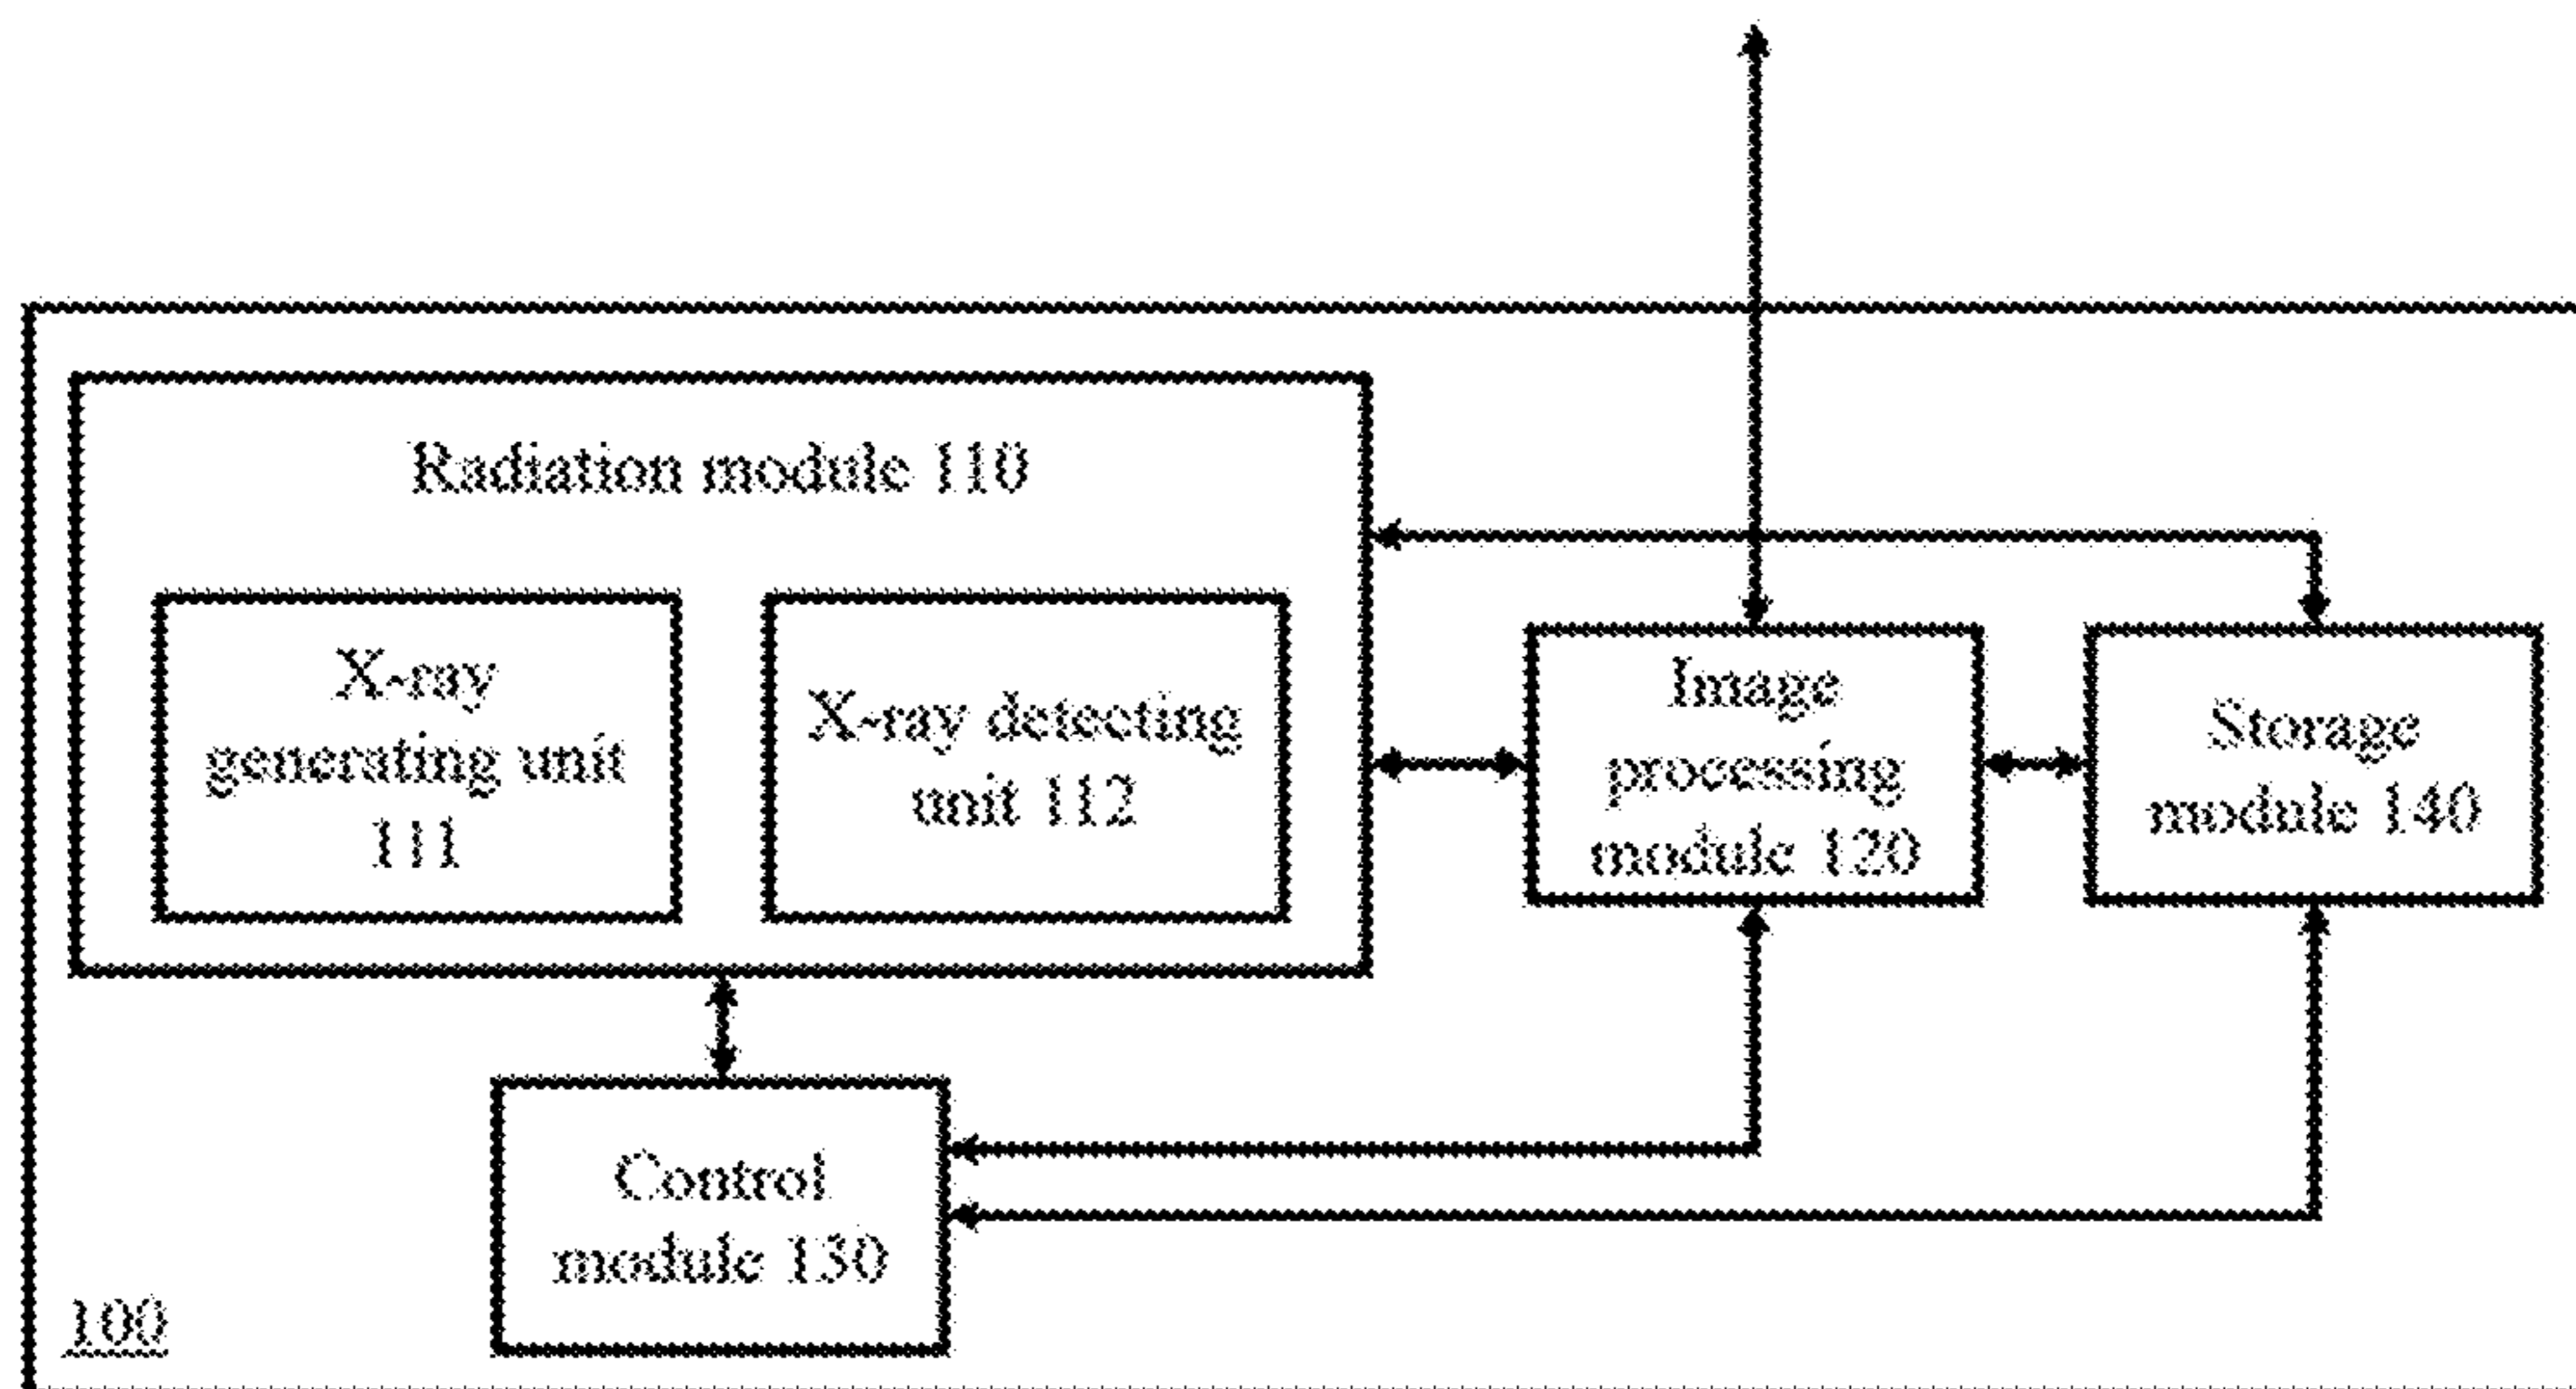 Radiation module 110
X-ray
generating unit
111
X-ray detecting
unit 112
Image
processing
module 120
Storage
module 140
Control
module 130
100